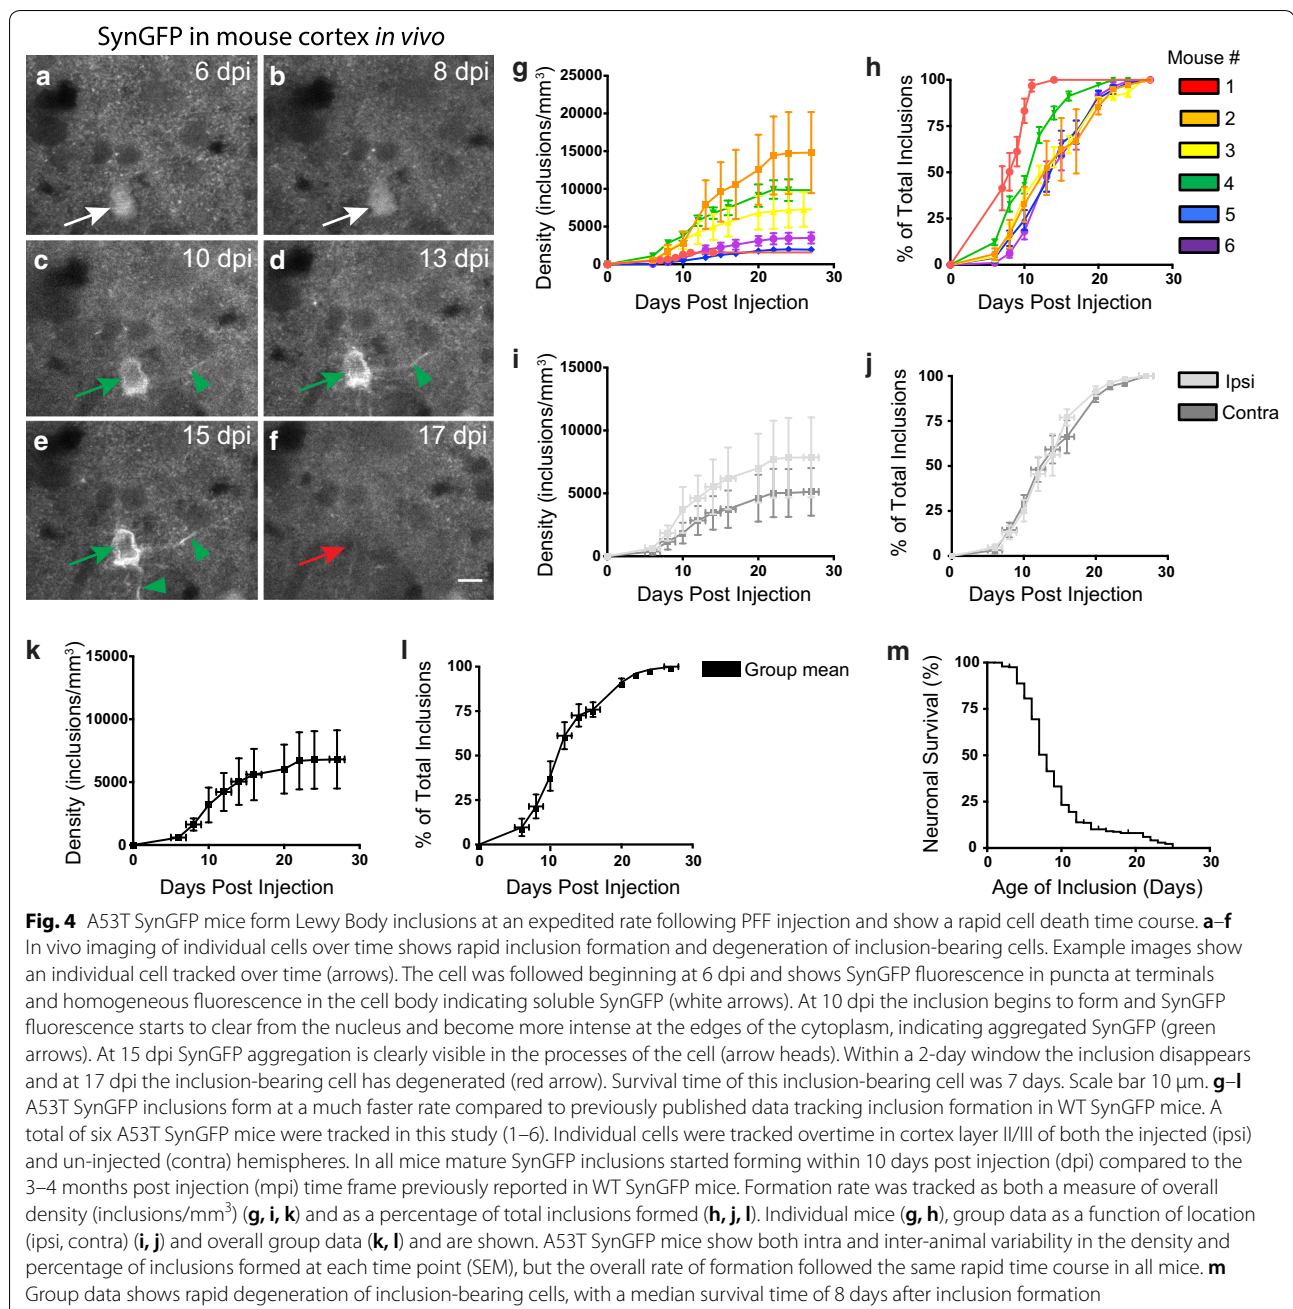 SynGFP in mouse cortex in vivo
a 6 dpi
b 8 dpi
c 10 dpi
d 13 dpi
e 15 dpi
f 17 dpi
g
Density (inclusions/mm³)
25000
20000
15000
10000
5000
0
0 10 20 30
Days Post Injection
h
% of Total Inclusions
100
75
50
25
0
0 10 20 30
Days Post Injection
Mouse #
1
2
3
4
5
6
i
Density (inclusions/mm³)
15000
10000
5000
0
0 10 20 30
Days Post Injection
j
% of Total Inclusions
100
75
50
25
0
0 10 20 30
Days Post Injection
Ipsi
Contra
k
Density (inclusions/mm³)
15000
10000
5000
0
0 10 20 30
Days Post Injection
l
% of Total Inclusions
100
75
50
25
0
0 10 20 30
Days Post Injection
Group mean
m
Neuronal Survival (%)
100
75
50
25
0
0 10 20 30
Age of Inclusion (Days)
Fig. 4 A53T SynGFP mice form Lewy Body inclusions at an expedited rate following PFF injection and show a rapid cell death time course. a–f
In vivo imaging of individual cells over time shows rapid inclusion formation and degeneration of inclusion-bearing cells. Example images show
an individual cell tracked over time (arrows). The cell was followed beginning at 6 dpi and shows SynGFP fluorescence in puncta at terminals
and homogeneous fluorescence in the cell body indicating soluble SynGFP (white arrows). At 10 dpi the inclusion begins to form and SynGFP
fluorescence starts to clear from the nucleus and become more intense at the edges of the cytoplasm, indicating aggregated SynGFP (green
arrows). At 15 dpi SynGFP aggregation is clearly visible in the processes of the cell (arrow heads). Within a 2-day window the inclusion disappears
and at 17 dpi the inclusion-bearing cell has degenerated (red arrow). Survival time of this inclusion-bearing cell was 7 days. Scale bar 10 μm. g–l
A53T SynGFP inclusions form at a much faster rate compared to previously published data tracking inclusion formation in WT SynGFP mice. A
total of six A53T SynGFP mice were tracked in this study (1–6). Individual cells were tracked overtime in cortex layer II/III of both the injected (ipsi)
and un-injected (contra) hemispheres. In all mice mature SynGFP inclusions started forming within 10 days post injection (dpi) compared to the
3–4 months post injection (mpi) time frame previously reported in WT SynGFP mice. Formation rate was tracked as both a measure of overall
density (inclusions/mm³) (g, i, k) and as a percentage of total inclusions formed (h, j, l). Individual mice (g, h), group data as a function of location
(ipsi, contra) (i, j) and overall group data (k, l) and are shown. A53T SynGFP mice show both intra and inter-animal variability in the density and
percentage of inclusions formed at each time point (SEM), but the overall rate of formation followed the same rapid time course in all mice. m
Group data shows rapid degeneration of inclusion-bearing cells, with a median survival time of 8 days after inclusion formation